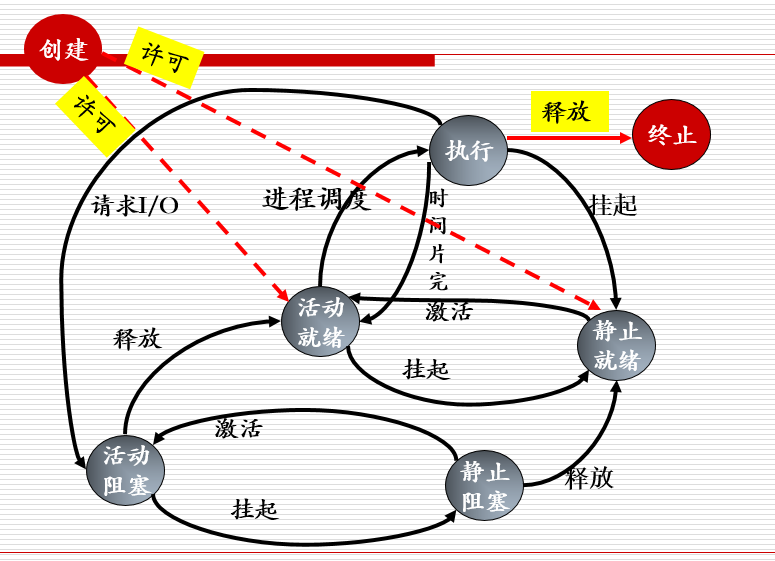 创建
许可
许可
释放
终止
执行
请求I/O
进程调度
时
间
片
完
挂起
活动
就绪
激活
静止
就绪
释放
挂起
激活
活动
阻塞
静止
阻塞
释放
挂起